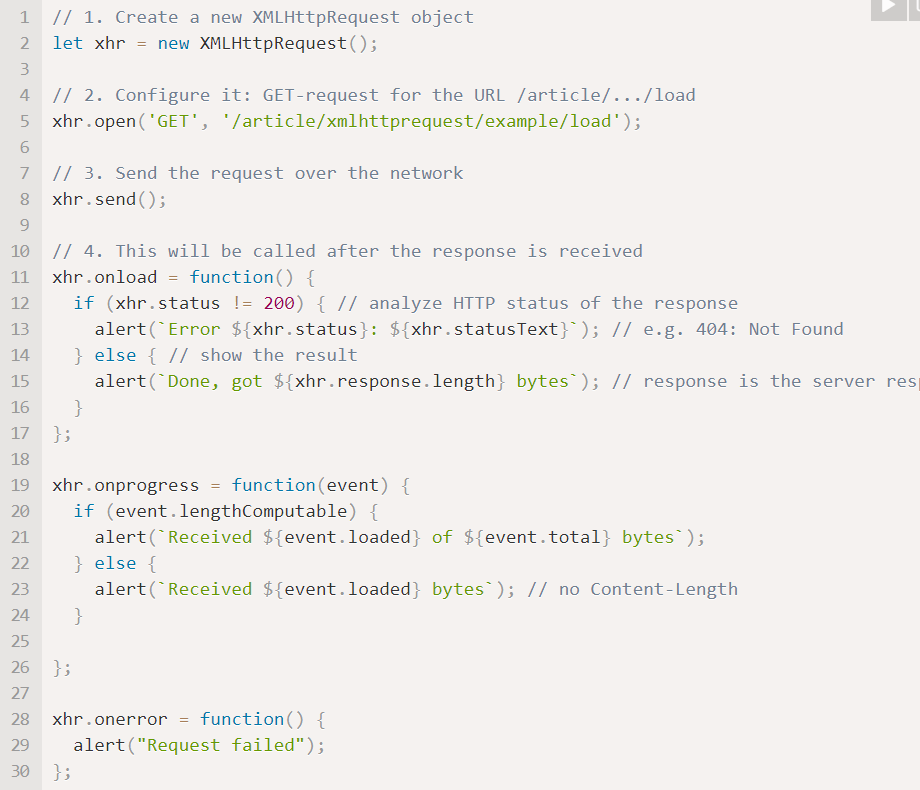 1 // 1. Create a new XMLHttpRequest object
2 let xhr = new XMLHttpRequest();
3
4 // 2. Configure it: GET-request for the URL /article/.../load
5 xhr.open('GET', '/article/xmlhttprequest/example/load');
6
7 // 3. Send the request over the network
8 xhr.send();
9
10 // 4. This will be called after the response is received
11 xhr.onload = function() {
12   if (xhr.status != 200) { // analyze HTTP status of the response
13     alert(`Error ${xhr.status}: ${xhr.statusText}`); // e.g. 404: Not Found
14   } else { // show the result
15     alert(`Done, got ${xhr.response.length} bytes`); // response is the server
16   }
17 };
18
19 xhr.onprogress = function(event) {
20   if (event.lengthComputable) {
21     alert(`Received ${event.loaded} of ${event.total} bytes`);
22   } else {
23     alert(`Received ${event.loaded} bytes`); // no Content-Length
24   }
25
26 };
27
28 xhr.onerror = function() {
29   alert("Request failed");
30 };